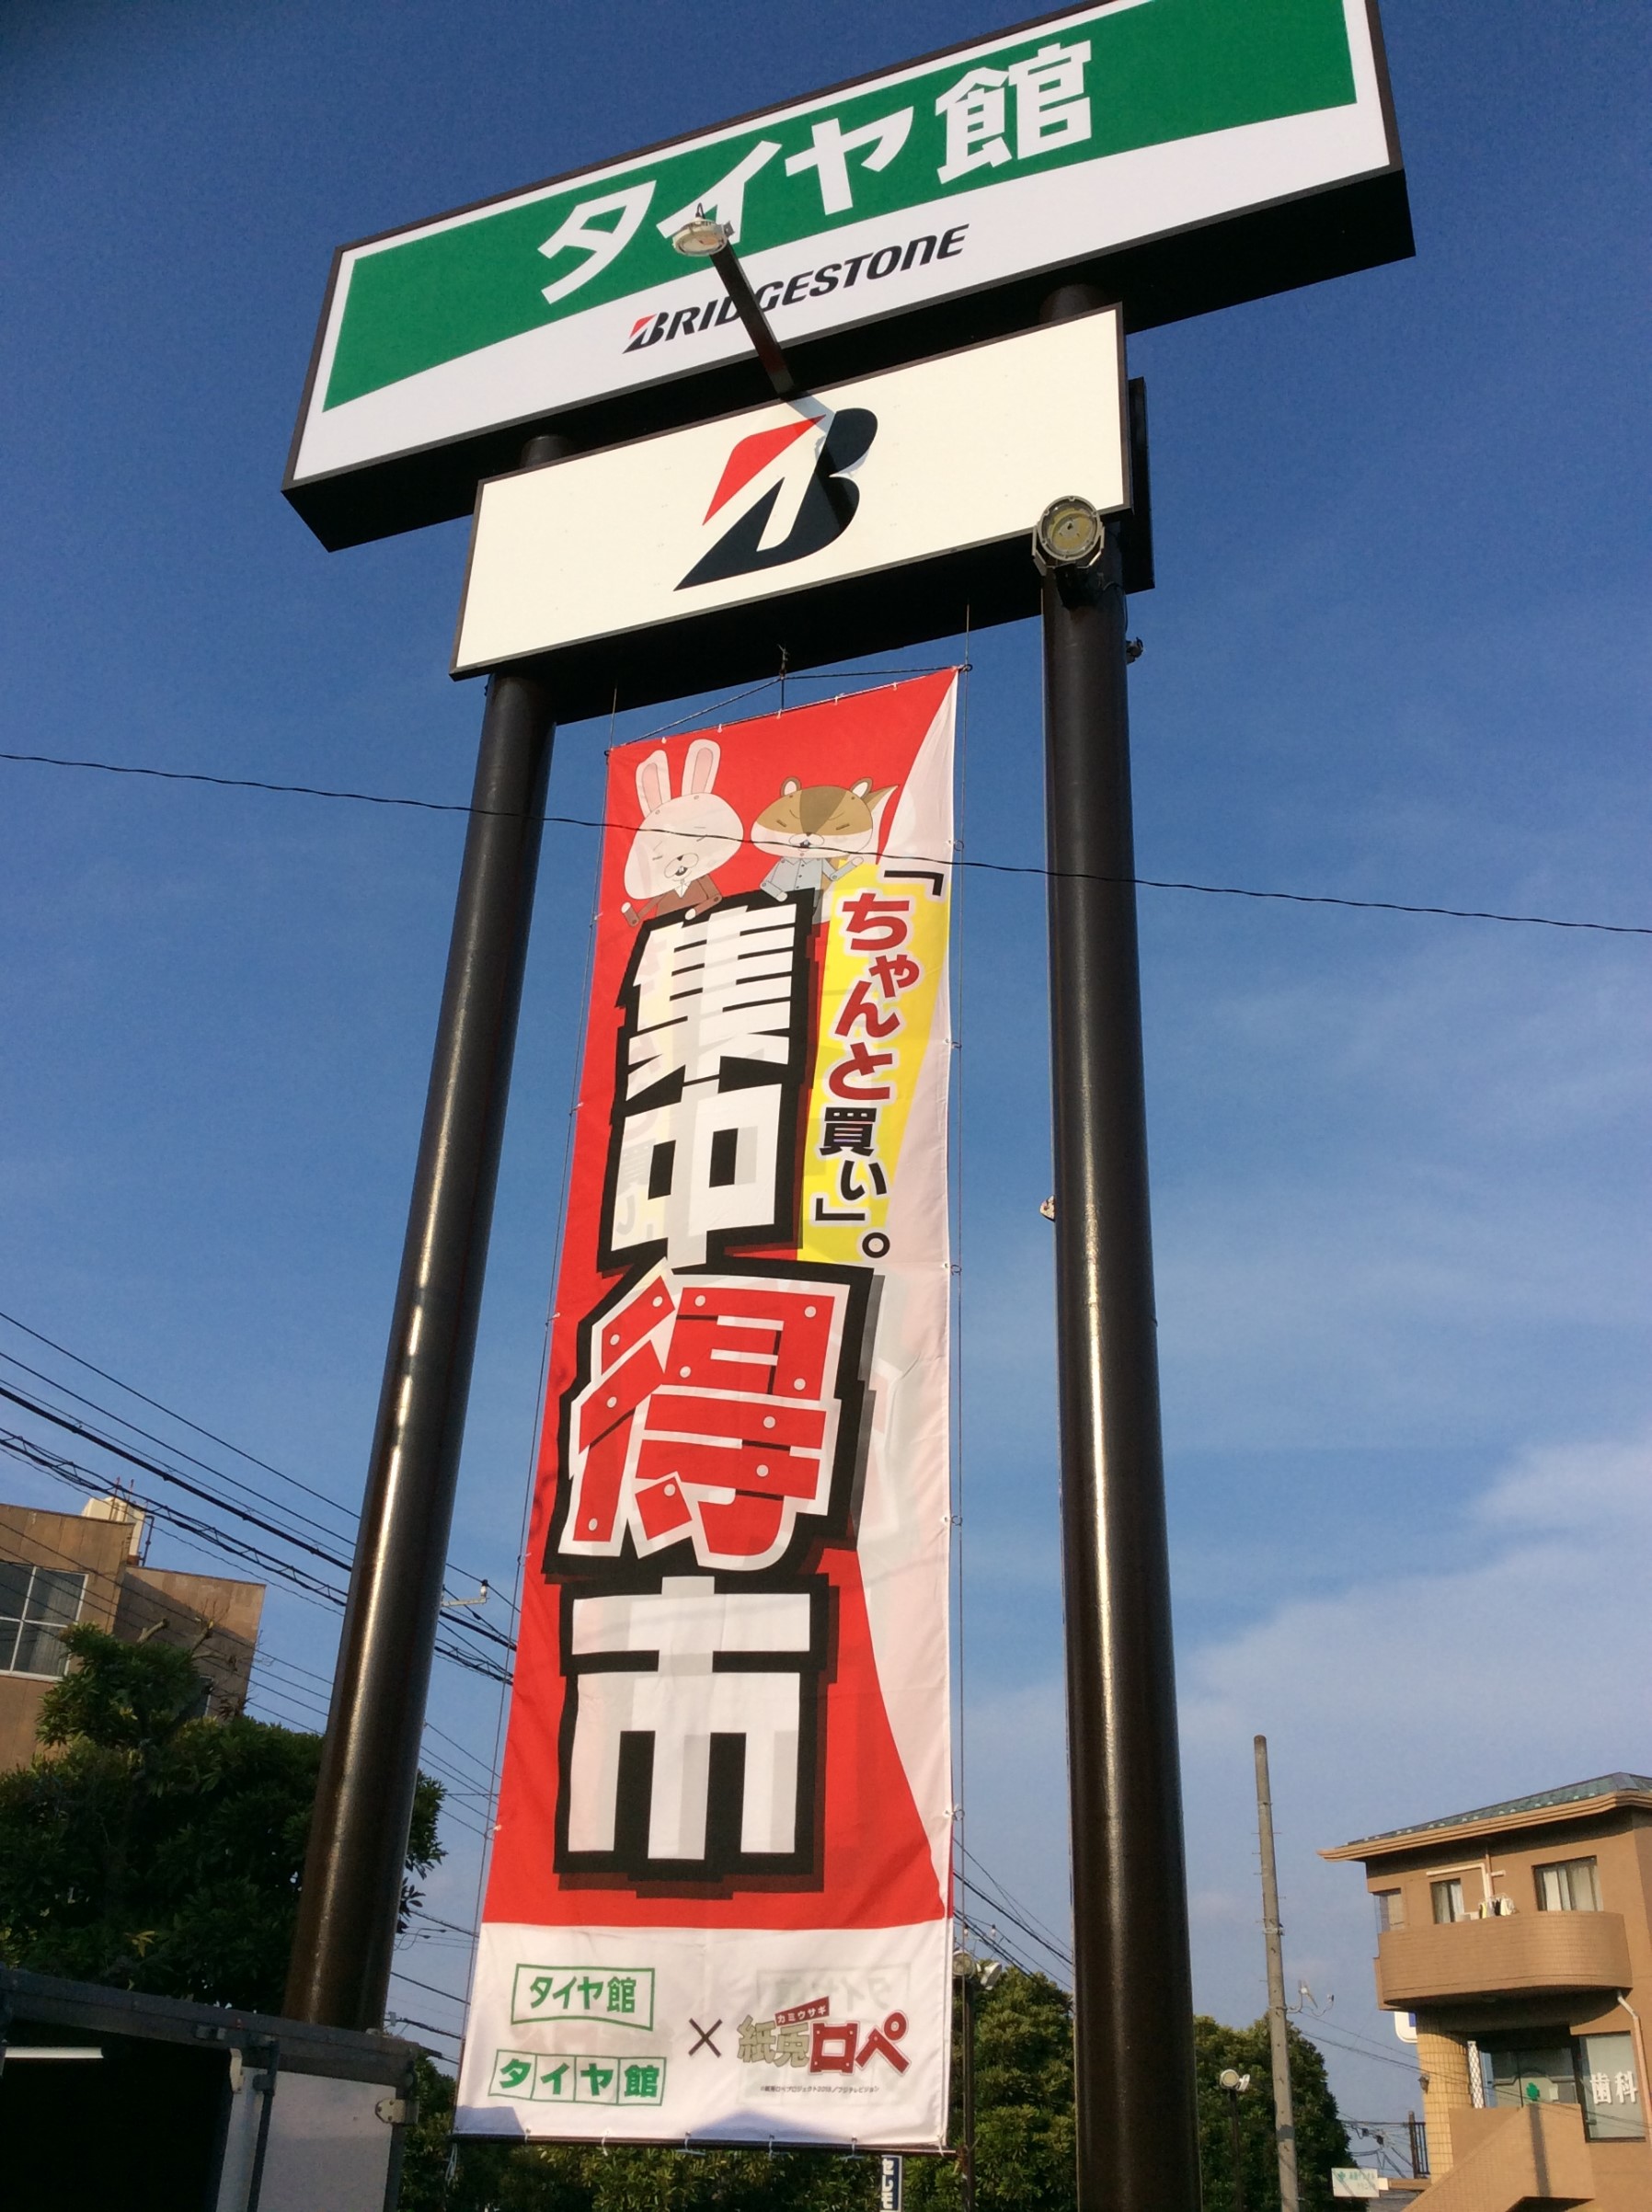 タイヤ館
BRIDGESTONE
「ちゃんと買い」。
集中得市
タイヤ館
タイヤ館
×
カミウサギ
紙兎ロペ
歯科